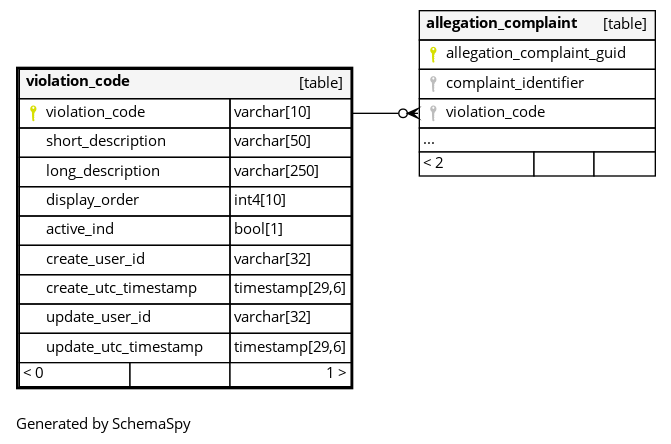 allegation_complaint [table]
allegation_complaint_guid
complaint_identifier
violation_code
...
< 2
violation_code [table]
violation_code varchar[10]
short_description varchar[50]
long_description varchar[250]
display_order int4[10]
active_ind bool[1]
create_user_id varchar[32]
create_utc_timestamp timestamp[29,6]
update_user_id varchar[32]
update_utc_timestamp timestamp[29,6]
< 0 1 >
Generated by SchemaSpy